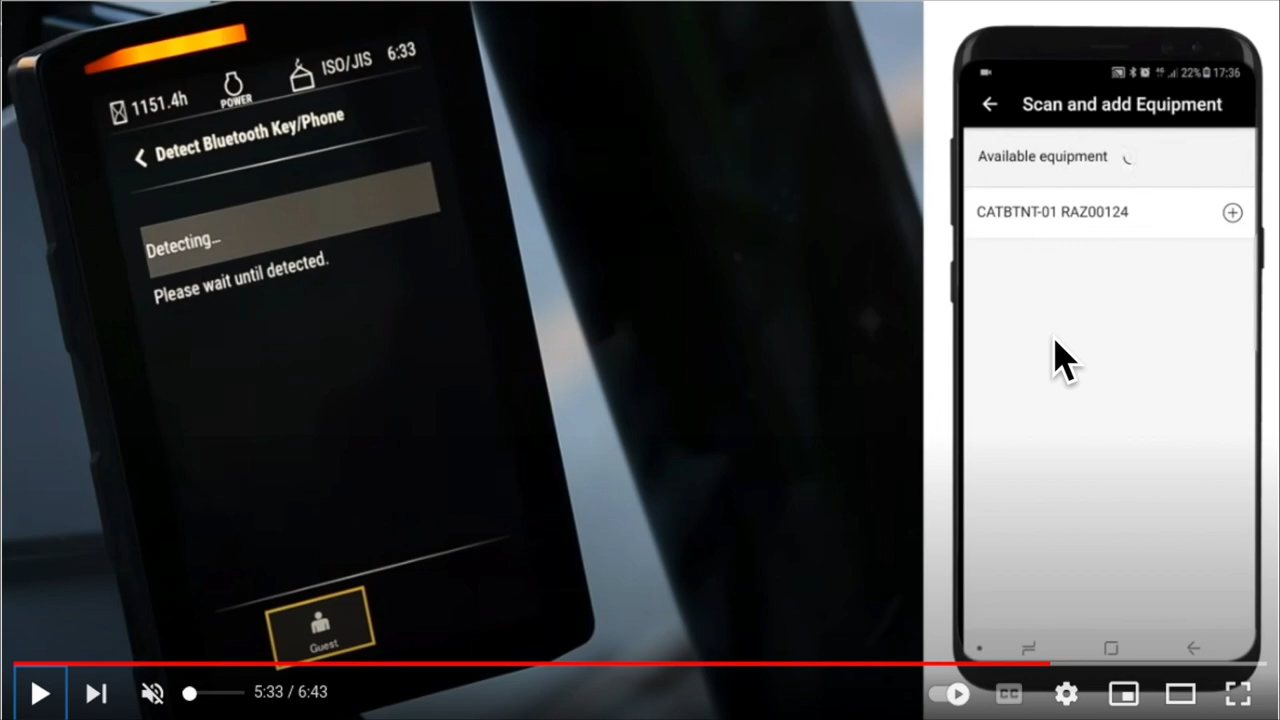 1151.4h
POWER
ISO/JIS
6:33
Detect Bluetooth Key/Phone
Detecting...
Please wait until detected.
Guest
22% 17:36
Scan and add Equipment
Available equipment
CATBTNT-01 RAZ00124
5:33 / 6:43
CC